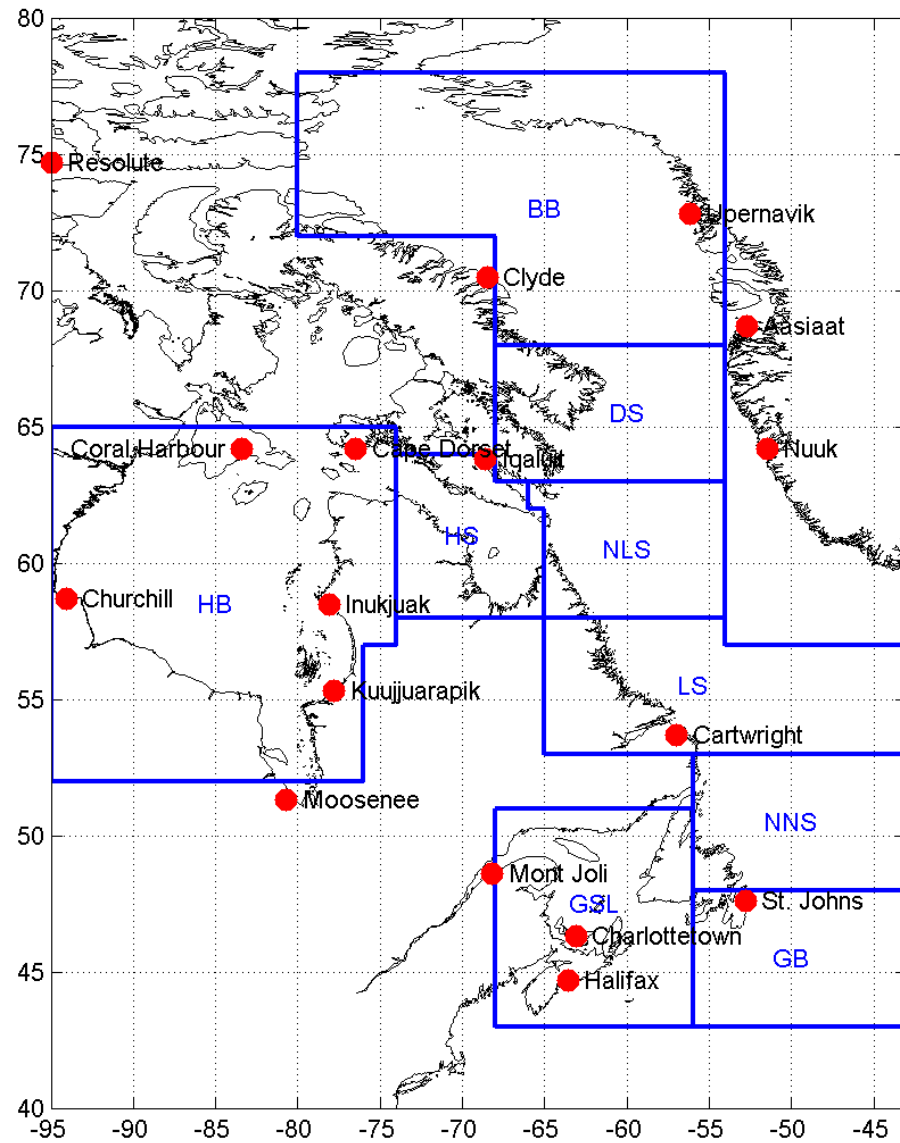 80
75
Resolute
BB
Upernavik
70
Clyde
Aasiaat
DS
65
Coral Harbour
Cape Dorset
Iqaluit
Nuuk
HS
NLS
60
Churchill
HB
Inukjuak
LS
55
Kuujjuarapik
Cartwright
Moosenee
NNS
50
Mont Joli
GSL
St. Johns
Charlottetown
GB
45
Halifax
40
-95 -90 -85 -80 -75 -70 -65 -60 -55 -50 -45